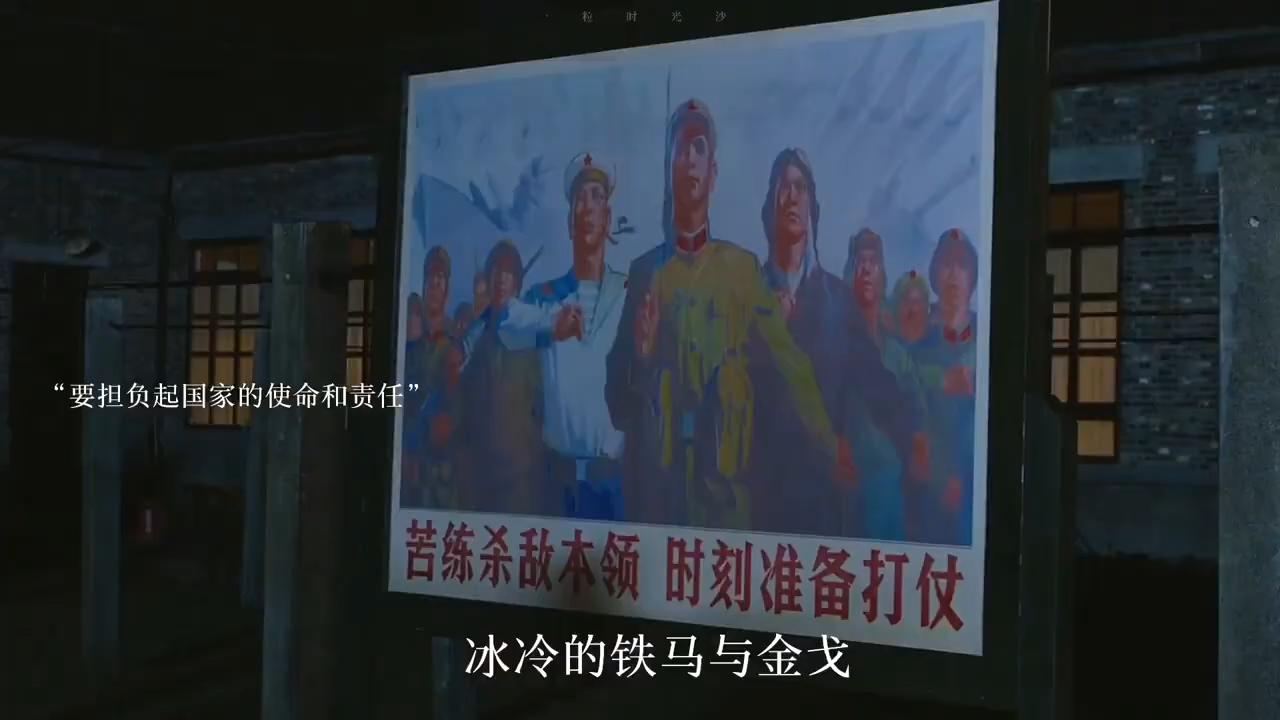 一粒时光沙
“要担负起国家的使命和责任”
苦练杀敌本领 时刻准备打仗
冰冷的铁马与金戈